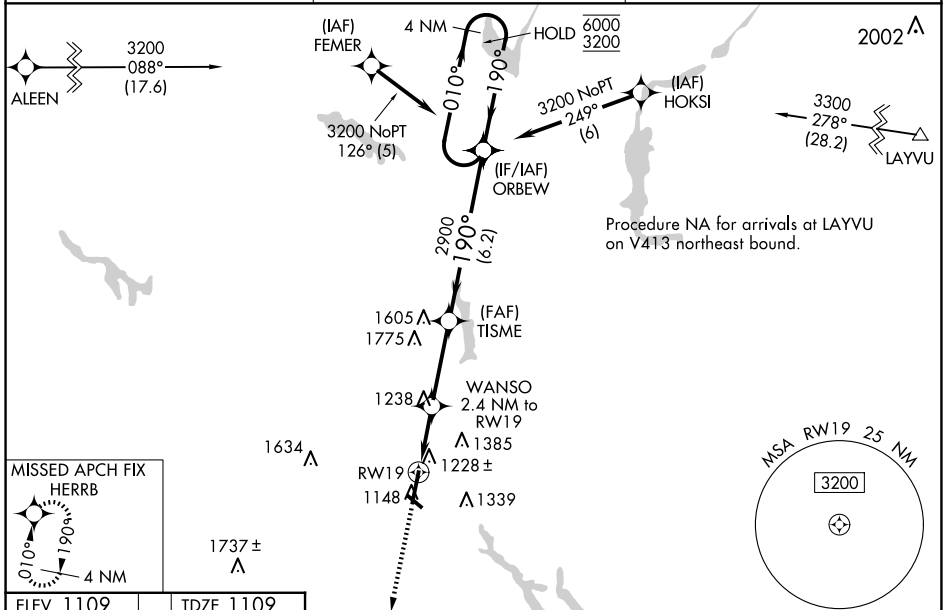 3200
088°
(17.6)
ALEEN
(IAF)
FEMER
3200 NoPT
126° (5)
4 NM
HOLD
6000
3200
010°
190°
(IF/IAF)
ORBEW
3200 NoPT
249°
(6)
(IAF)
HOKSI
2002
3300
278°
(28.2)
LAYVU
Procedure NA for arrivals at LAYVU
on V413 northeast bound.
2900
190°
(6.2)
1605
1775
(FAF)
TISME
1238
WANSO
2.4 NM to
RW19
1385
1634
RW19
1228 ±
1148
1339
MSA RW19 25 NM
3200
MISSED APCH FIX
HERRB
010°
190°
4 NM
1737 ±
ELEV 1109
TDZE 1109